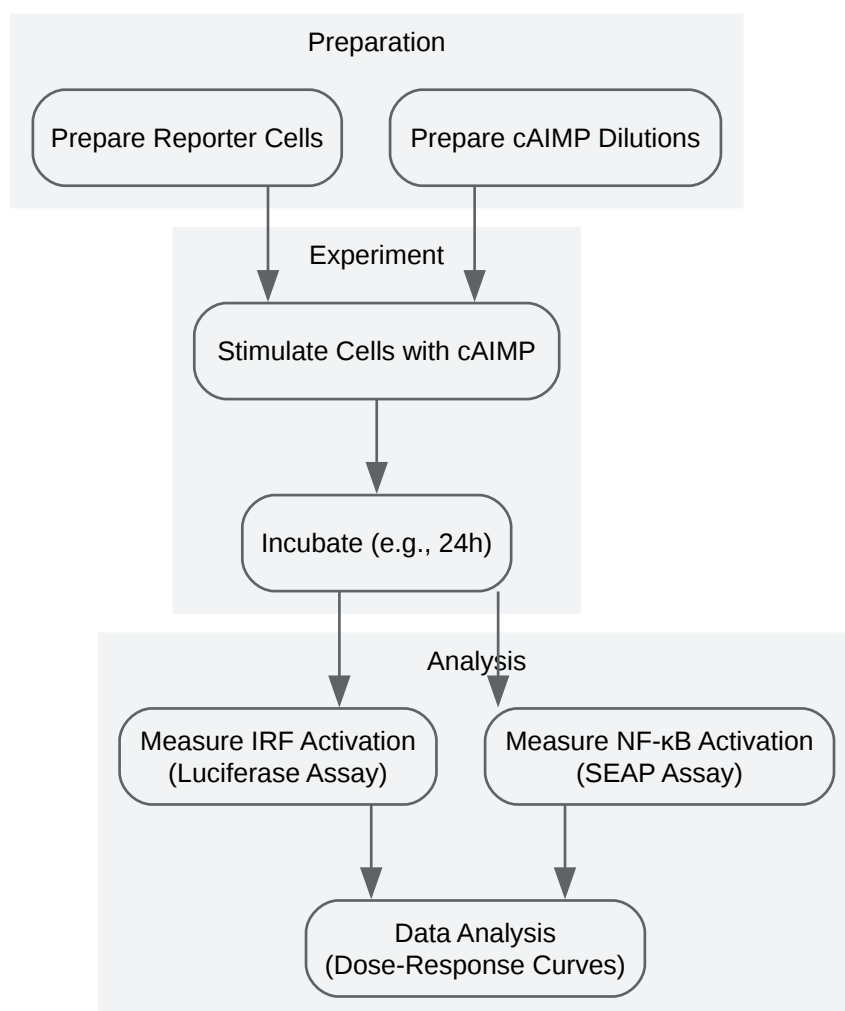 Preparation
Prepare Reporter Cells
Prepare cAIMP Dilutions
Experiment
Stimulate Cells with cAIMP
Incubate (e.g., 24h)
Analysis
Measure IRF Activation
(Luciferase Assay)
Measure NF-κB Activation
(SEAP Assay)
Data Analysis
(Dose-Response Curves)